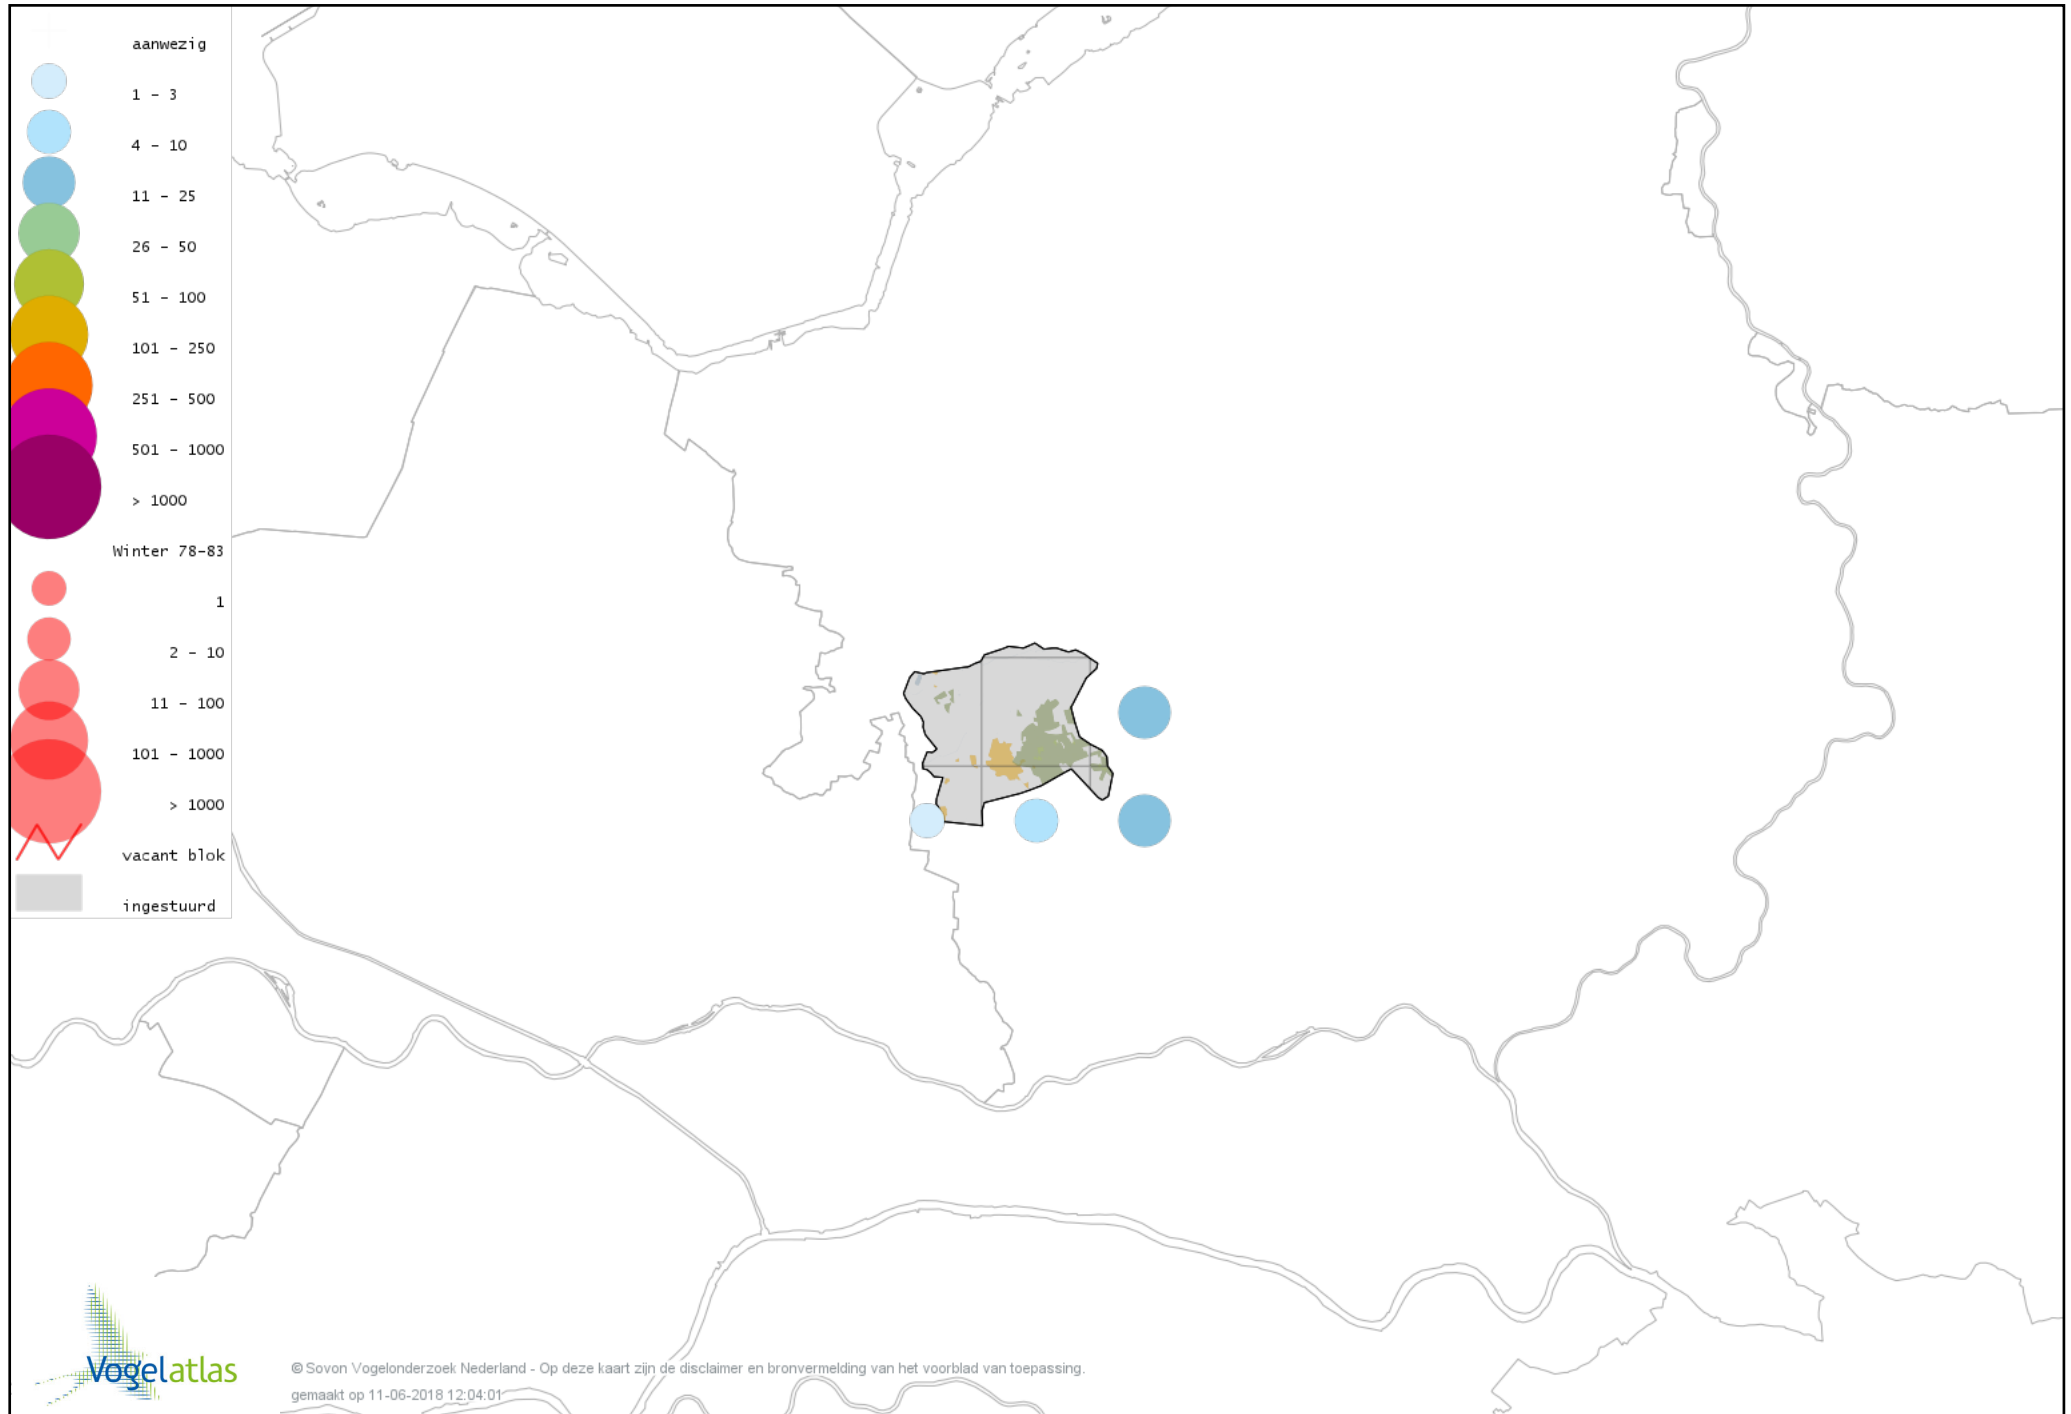 aanwezig
1 - 3
4 - 10
11 - 25
26 - 50
51 - 100
101 - 250
251 - 500
501 - 1000
> 1000
Winter 78-83
1
2 - 10
11 - 100
101 - 1000
> 1000
vacant blok
ingestuurd
Vogelatlas
© Sovon Vogelonderzoek Nederland - Op deze kaart zijn de disclaimer en bronvermelding van het voorblad van toepassing.
gemaakt op 11-06-2018 12:04:01